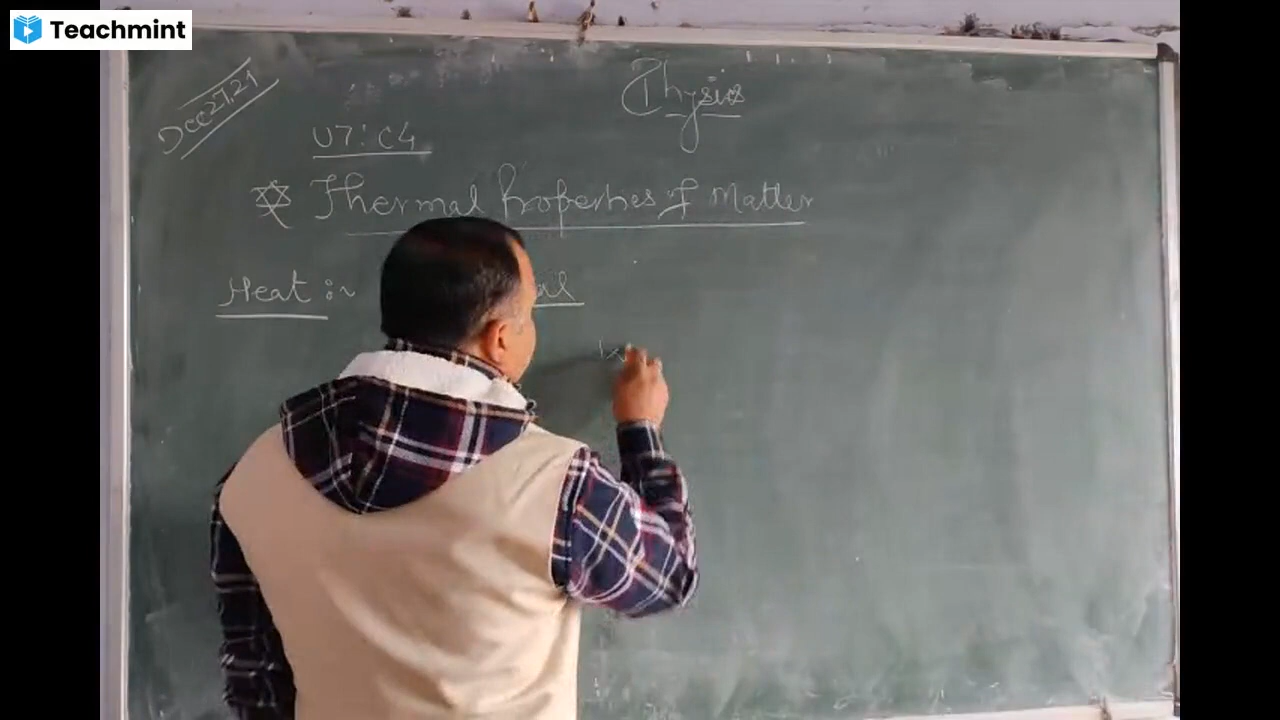 Teachmint
Physics
Dec 27, 21
U7: C4
Thermal Properties of Matter
Heat :~